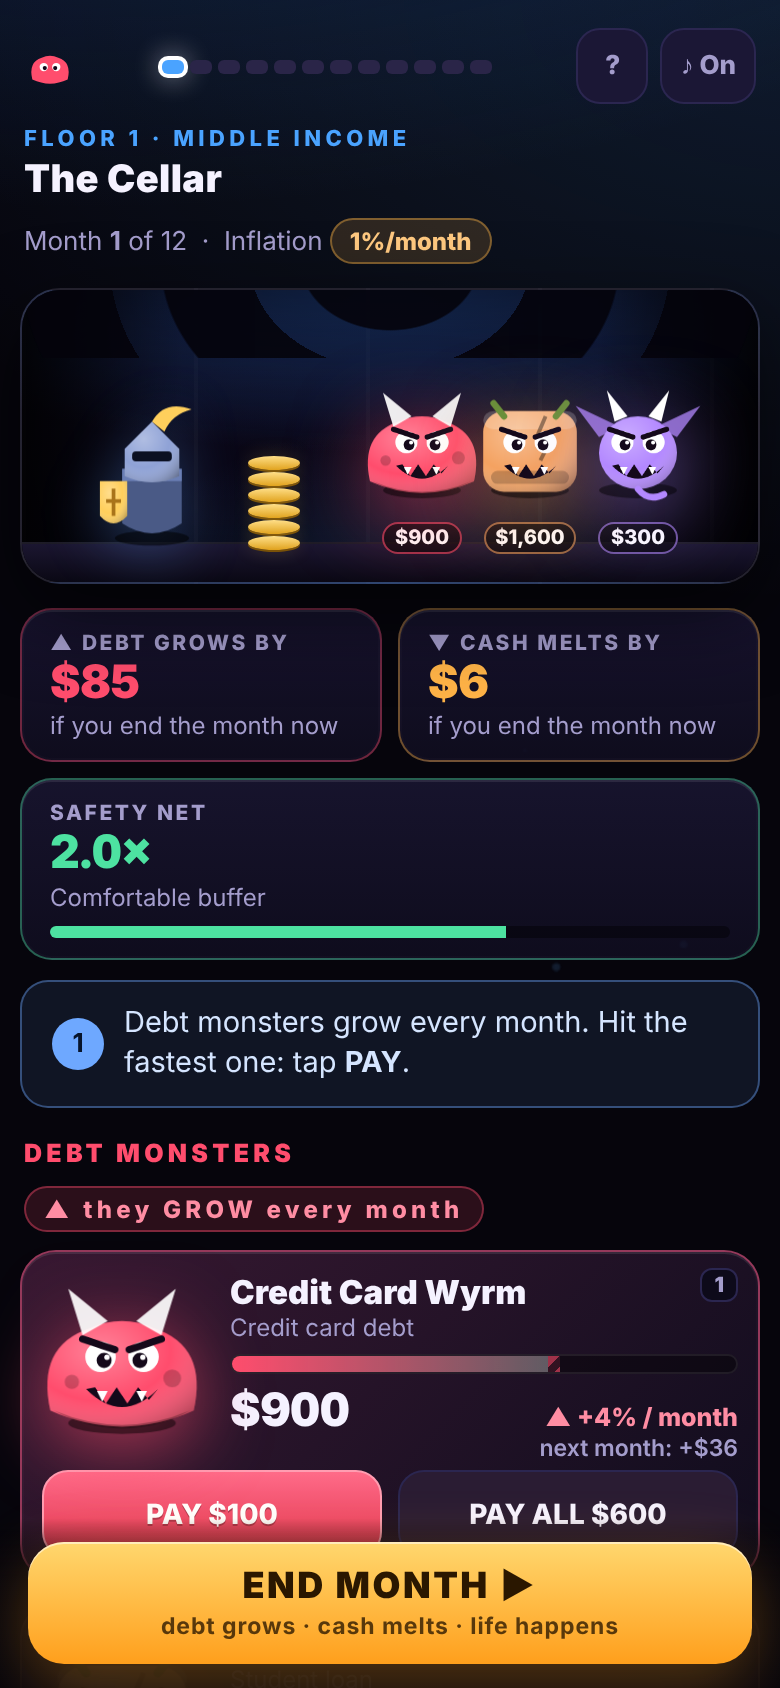 ?
♪ On
FLOOR 1 · MIDDLE INCOME
The Cellar
Month 1 of 12 · Inflation 1%/month
$900 $1,600 $300
▲ DEBT GROWS BY
$85
if you end the month now
▼ CASH MELTS BY
$6
if you end the month now
SAFETY NET
2.0×
Comfortable buffer
1
Debt monsters grow every month. Hit the
fastest one: tap PAY.
DEBT MONSTERS
▲ they GROW every month
Credit Card Wyrm
1
Credit card debt
$900
▲ +4% / month
next month: +$36
PAY $100
PAY ALL $600
END MONTH ▶
debt grows · cash melts · life happens
Student loan